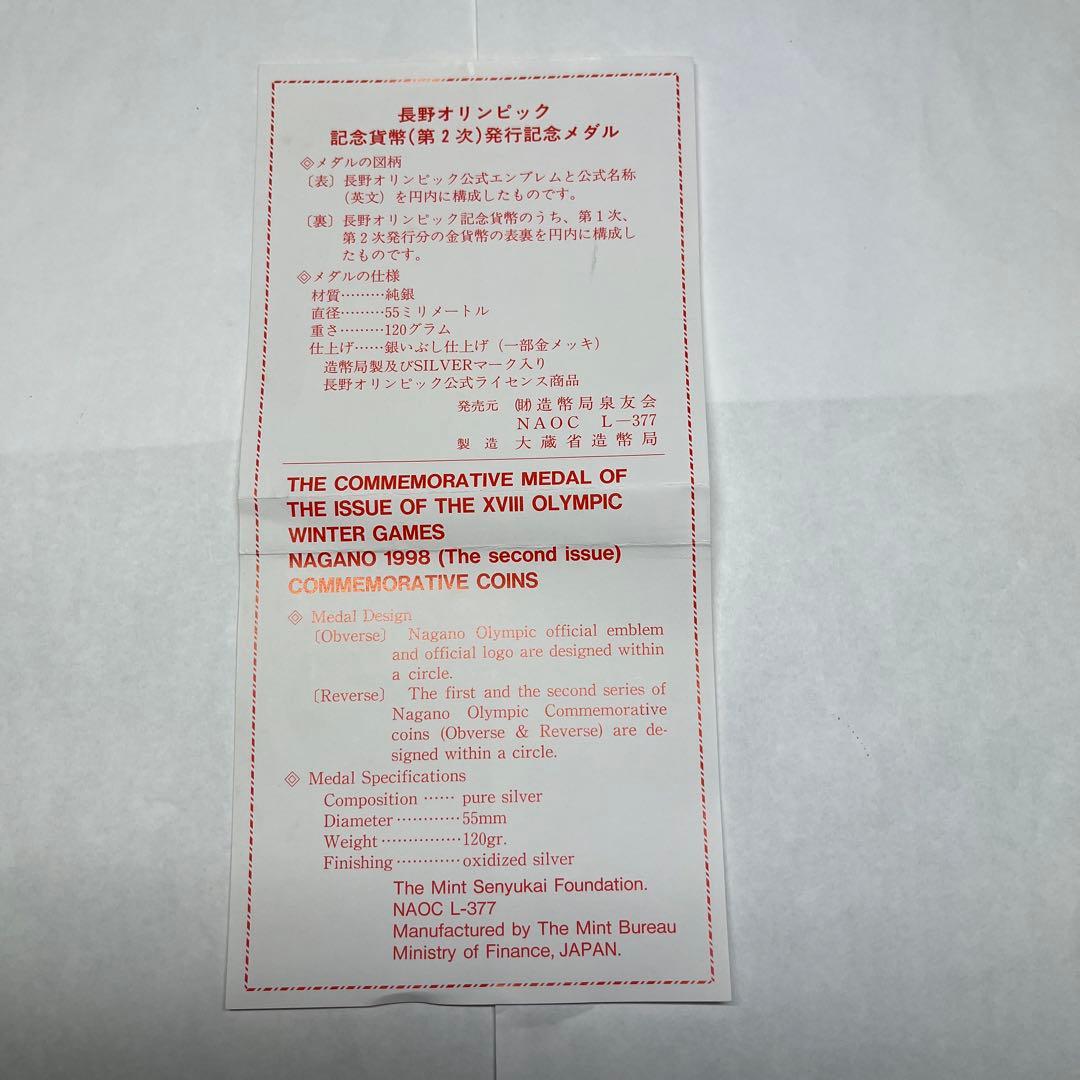 長野オリンピック
記念貨幣(第2次)発行記念メダル
◇メダルの図柄
〔表〕長野オリンピック公式エンブレムと公式名称
(英文)を円内に構成したものです。
〔裏〕長野オリンピック記念貨幣のうち、第1次、
第2次発行分の金貨幣の表裏を円内に構成し
たものです。
◇メダルの仕様
材質………純銀
直径………55ミリメートル
重さ………120グラム
仕上げ……銀いぶし仕上げ(一部金メッキ)
造幣局製及びSILVERマーク入り
長野オリンピック公式ライセンス商品
発売元 ㈶造幣局泉友会
NAOC L—377
製造 大蔵省造幣局
THE COMMEMORATIVE MEDAL OF
THE ISSUE OF THE XVIII OLYMPIC
WINTER GAMES
NAGANO 1998 (The second issue)
COMMEMORATIVE COINS
◇ Medal Design
〔Obverse〕 Nagano Olympic official emblem
and official logo are designed within
a circle.
〔Reverse〕 The first and the second series of
Nagano Olympic Commemorative
coins (Obverse & Reverse) are de-
signed within a circle.
◇ Medal Specifications
Composition …… pure silver
Diameter…………55mm
Weight……………120gr.
Finishing…………oxidized silver
The Mint Senyukai Foundation.
NAOC L-377
Manufactured by The Mint Bureau
Ministry of Finance, JAPAN.